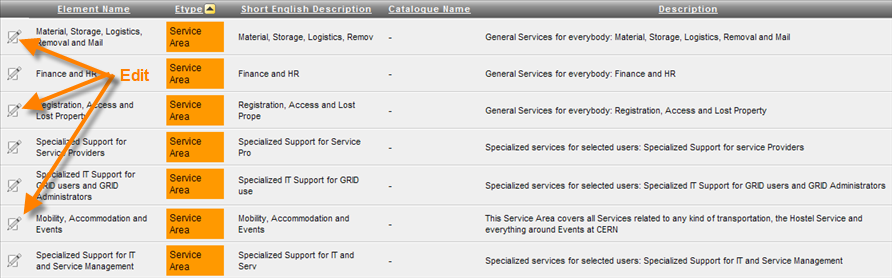 Element Name Etype Short English Description Catalogue Name Description
Material, Storage, Logistics,
Removal and Mail
Service
Area
Material, Storage, Logistics, Remov
-
General Services for everybody: Material, Storage, Logistics, Removal and Mail
Finance and HR
Service
Area
Finance and HR
-
General Services for everybody: Finance and HR
Edit
Registration, Access and
Lost Property
Service
Area
Registration, Access and Lost
Prope
-
General Services for everybody: Registration, Access and Lost Property
Specialized Support for
Service Providers
Service
Area
Specialized Support for Service
Pro
-
Specialized services for selected users: Specialized Support for service Providers
Specialized IT Support for
GRID users and GRID
Administrators
Service
Area
Specialized IT Support for GRID
use
-
Specialized services for selected users: Specialized IT Support for GRID users and GRID Administrators
Mobility, Accommodation and
Events
Service
Area
Mobility, Accommodation and
Events
-
This Service Area covers all Services related to any kind of transportation, the Hostel Service and
everything around Events at CERN
Specialized Support for IT
and Service Management
Service
Area
Specialized Support for IT and
Serv
-
Specialized services for selected users: Specialized Support for IT and Service Management